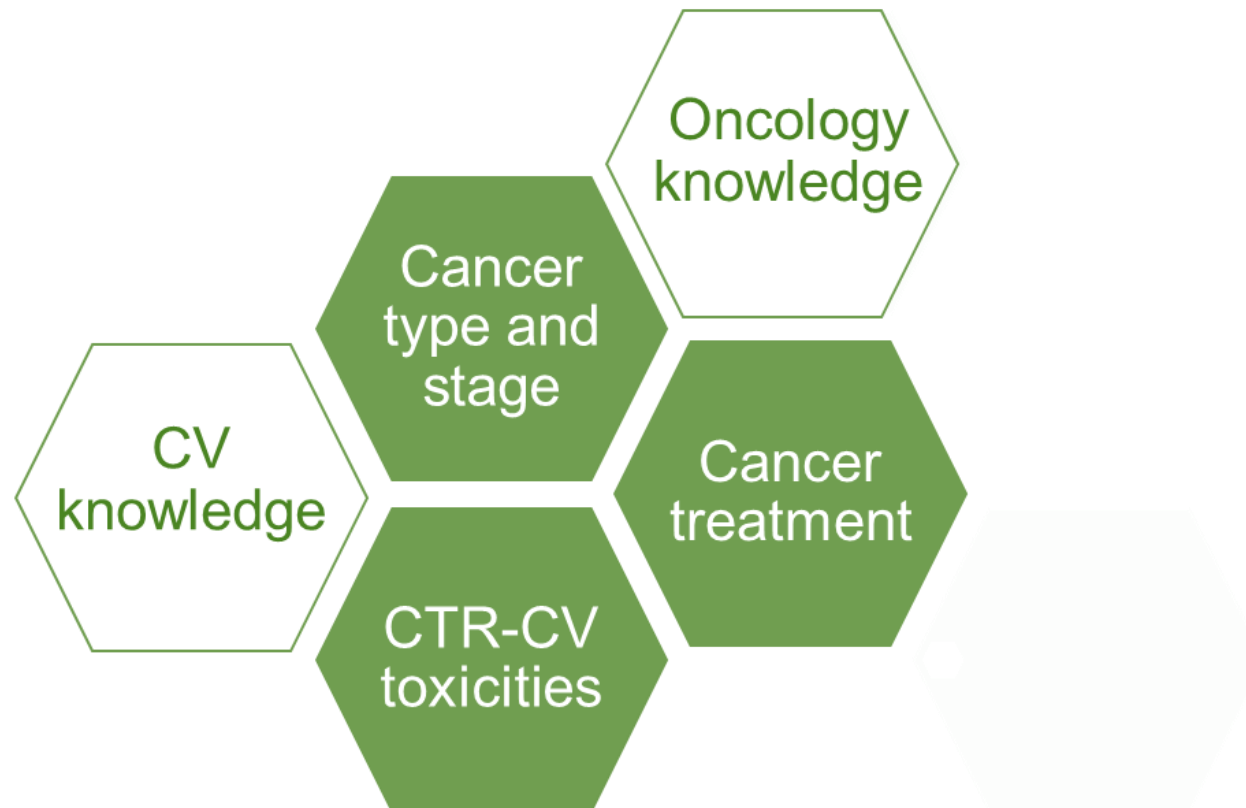 Oncology
knowledge
Cancer
type and
stage
CV
knowledge
Cancer
treatment
CTR-CV
toxicities